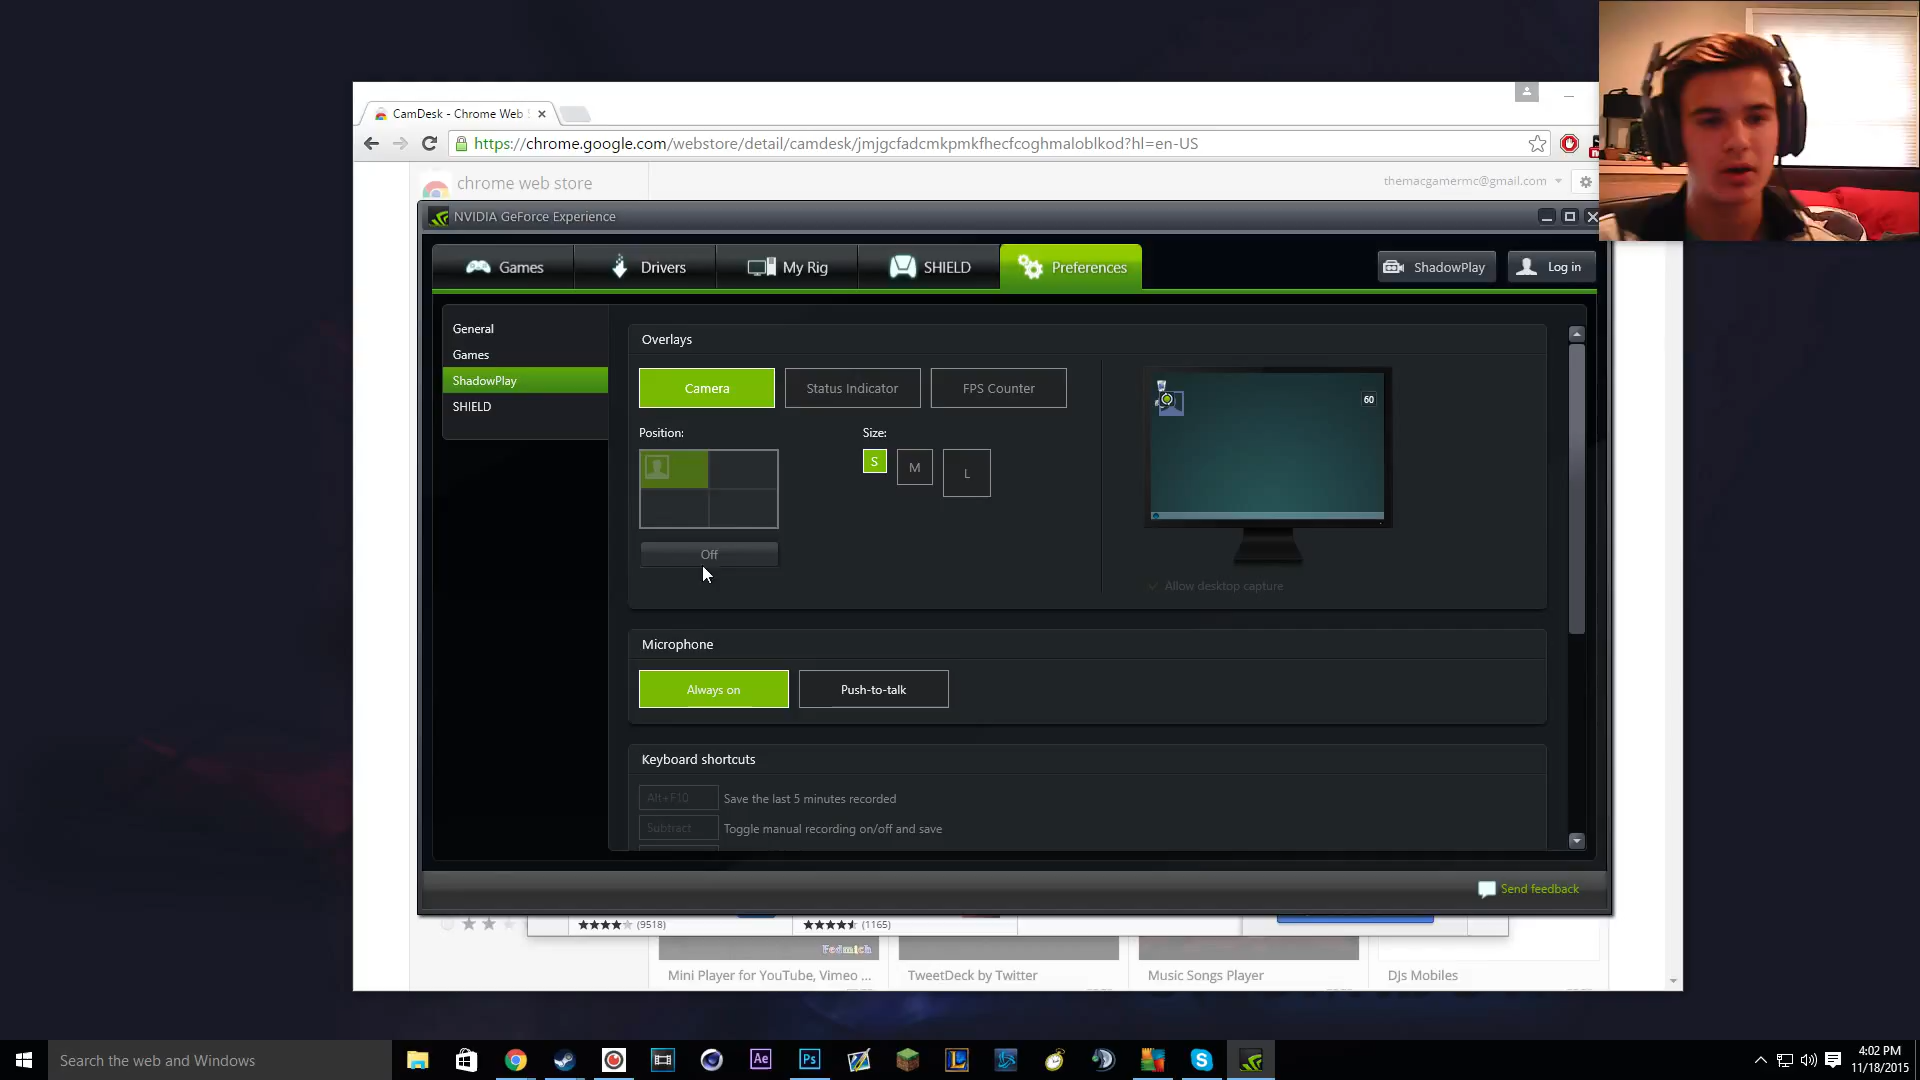 CamDesk - Chrome Web
https://chrome.google.com/webstore/detail/camdesk/jmjgcfadcmkpmkfhecfcoghmaloblkod?hl=en-US
chrome web store
themacgamermc@gmail.com
NVIDIA GeForce Experience
Games
Drivers
My Rig
SHIELD
Preferences
ShadowPlay
Log in
General
Games
ShadowPlay
SHIELD
Overlays
Camera
Status Indicator
FPS Counter
Position:
Size:
S
M
L
60
Off
Allow desktop capture
Microphone
Always on
Push-to-talk
Keyboard shortcuts
Alt+F10
Save the last 5 minutes recorded
Subtract
Toggle manual recording on/off and save
Send feedback
(9518)
(1165)
Fedmich
Mini Player for YouTube, Vimeo ...
TweetDeck by Twitter
Music Songs Player
DJs Mobiles
Search the web and Windows
Ae
Ps
4:02 PM
11/18/2015